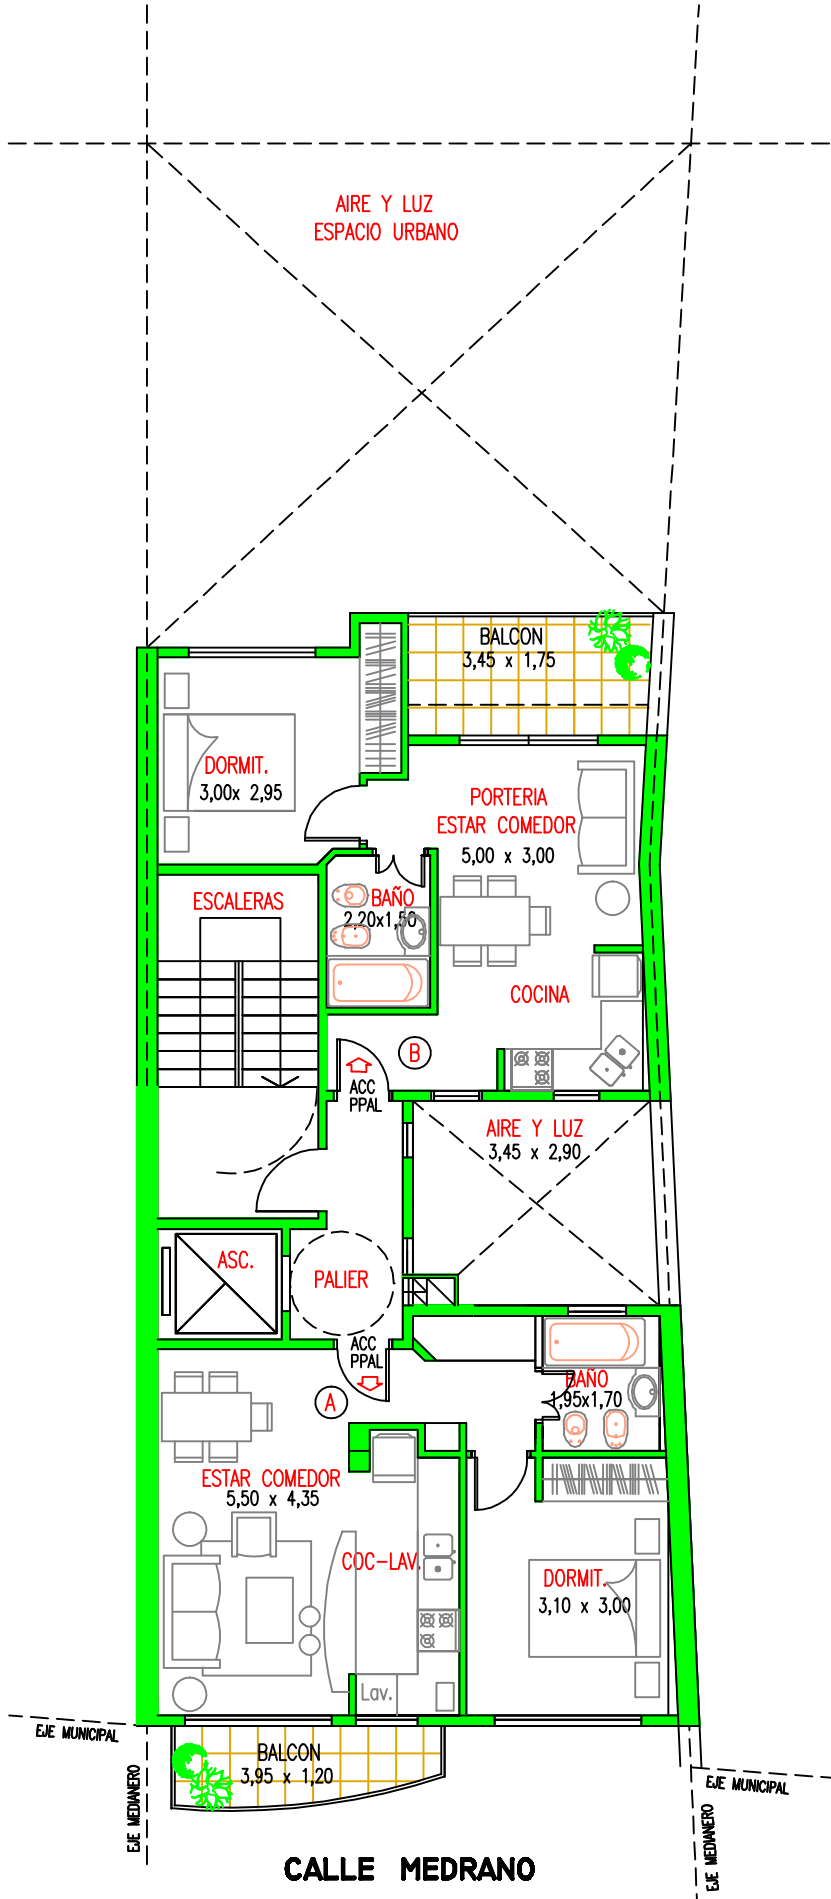 AIRE Y LUZ
ESPACIO URBANO
BALCON
3,45 x 1,75
DORMIT.
3,00x 2,95
PORTERIA
ESTAR COMEDOR
5,00 x 3,00
ESCALERAS
BAÑO
2,20x1,50
COCINA
B
ACC
PPAL
AIRE Y LUZ
3,45 x 2,90
ASC.
PALIER
ACC
PPAL
A
BAÑO
1,95x1,70
ESTAR COMEDOR
5,50 x 4,35
COC-LAV.
DORMIT.
3,10 x 3,00
Lav.
EJE MUNICIPAL
BALCON
3,95 x 1,20
EJE MEDIANERO
EJE MUNICIPAL
EJE MEDIANERO
CALLE MEDRANO